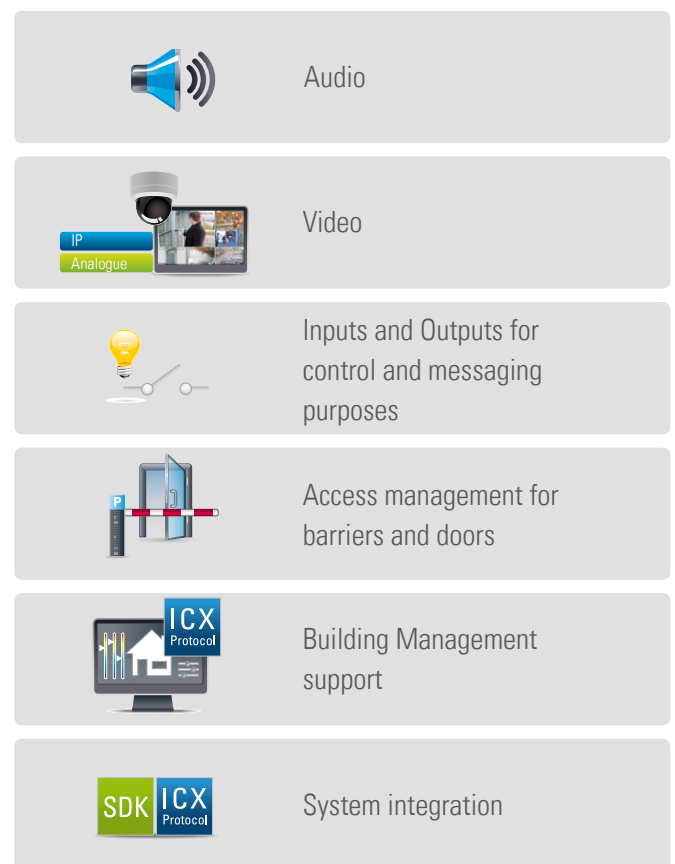 Audio
IP
Analogue
Video
Inputs and Outputs for
control and messaging
purposes
P
Access management for
barriers and doors
ICX
Protocol
Building Management
support
SDK
ICX
Protocol
System integration